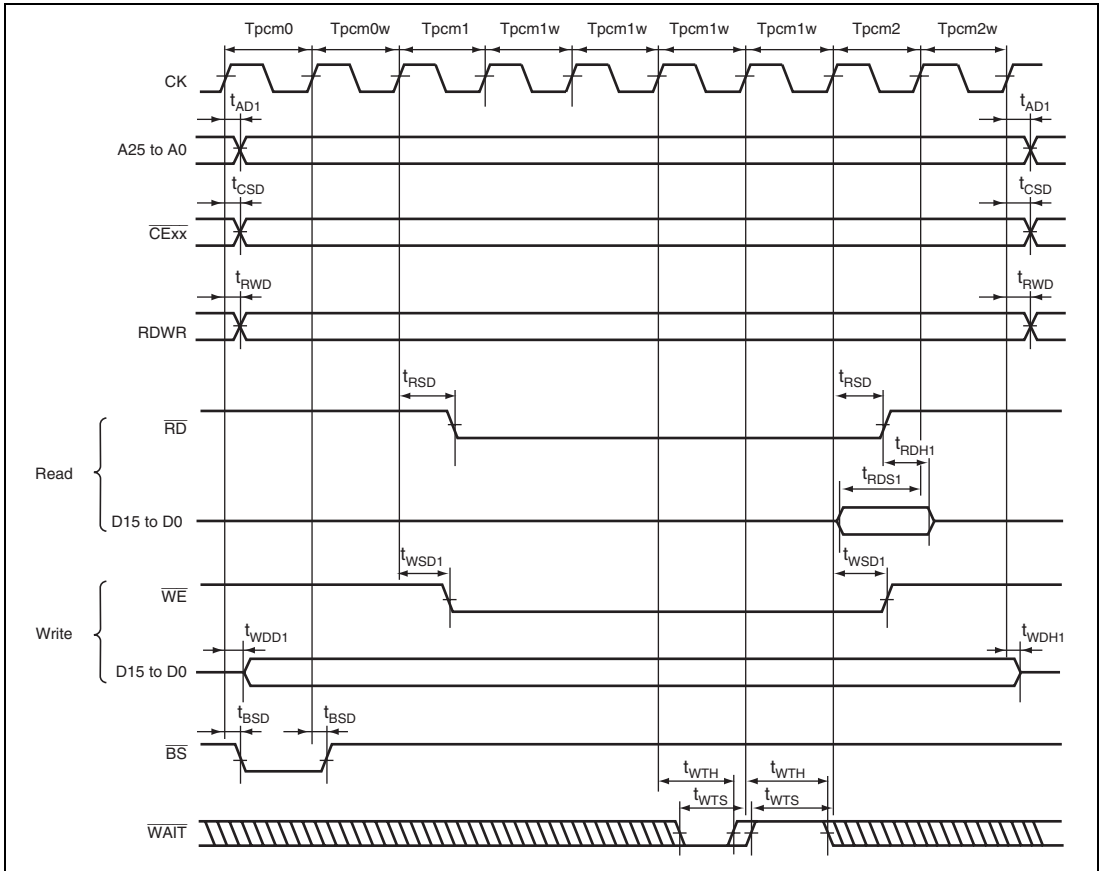 Tpcm0 Tpcm0w Tpcm1 Tpcm1w Tpcm1w Tpcm1w Tpcm1w Tpcm2 Tpcm2w
CK
tAD1 tAD1
A25 to A0
tCSD tCSD
CExx
tRWD tRWD
RDWR
tRSD tRSD
RD
tRDH1
Read
tRDS1
D15 to D0
tWSD1 tWSD1
WE
Write
tWDD1 tWDH1
D15 to D0
tBSD tBSD
BS
tWTH tWTH
tWTS tWTS
WAIT